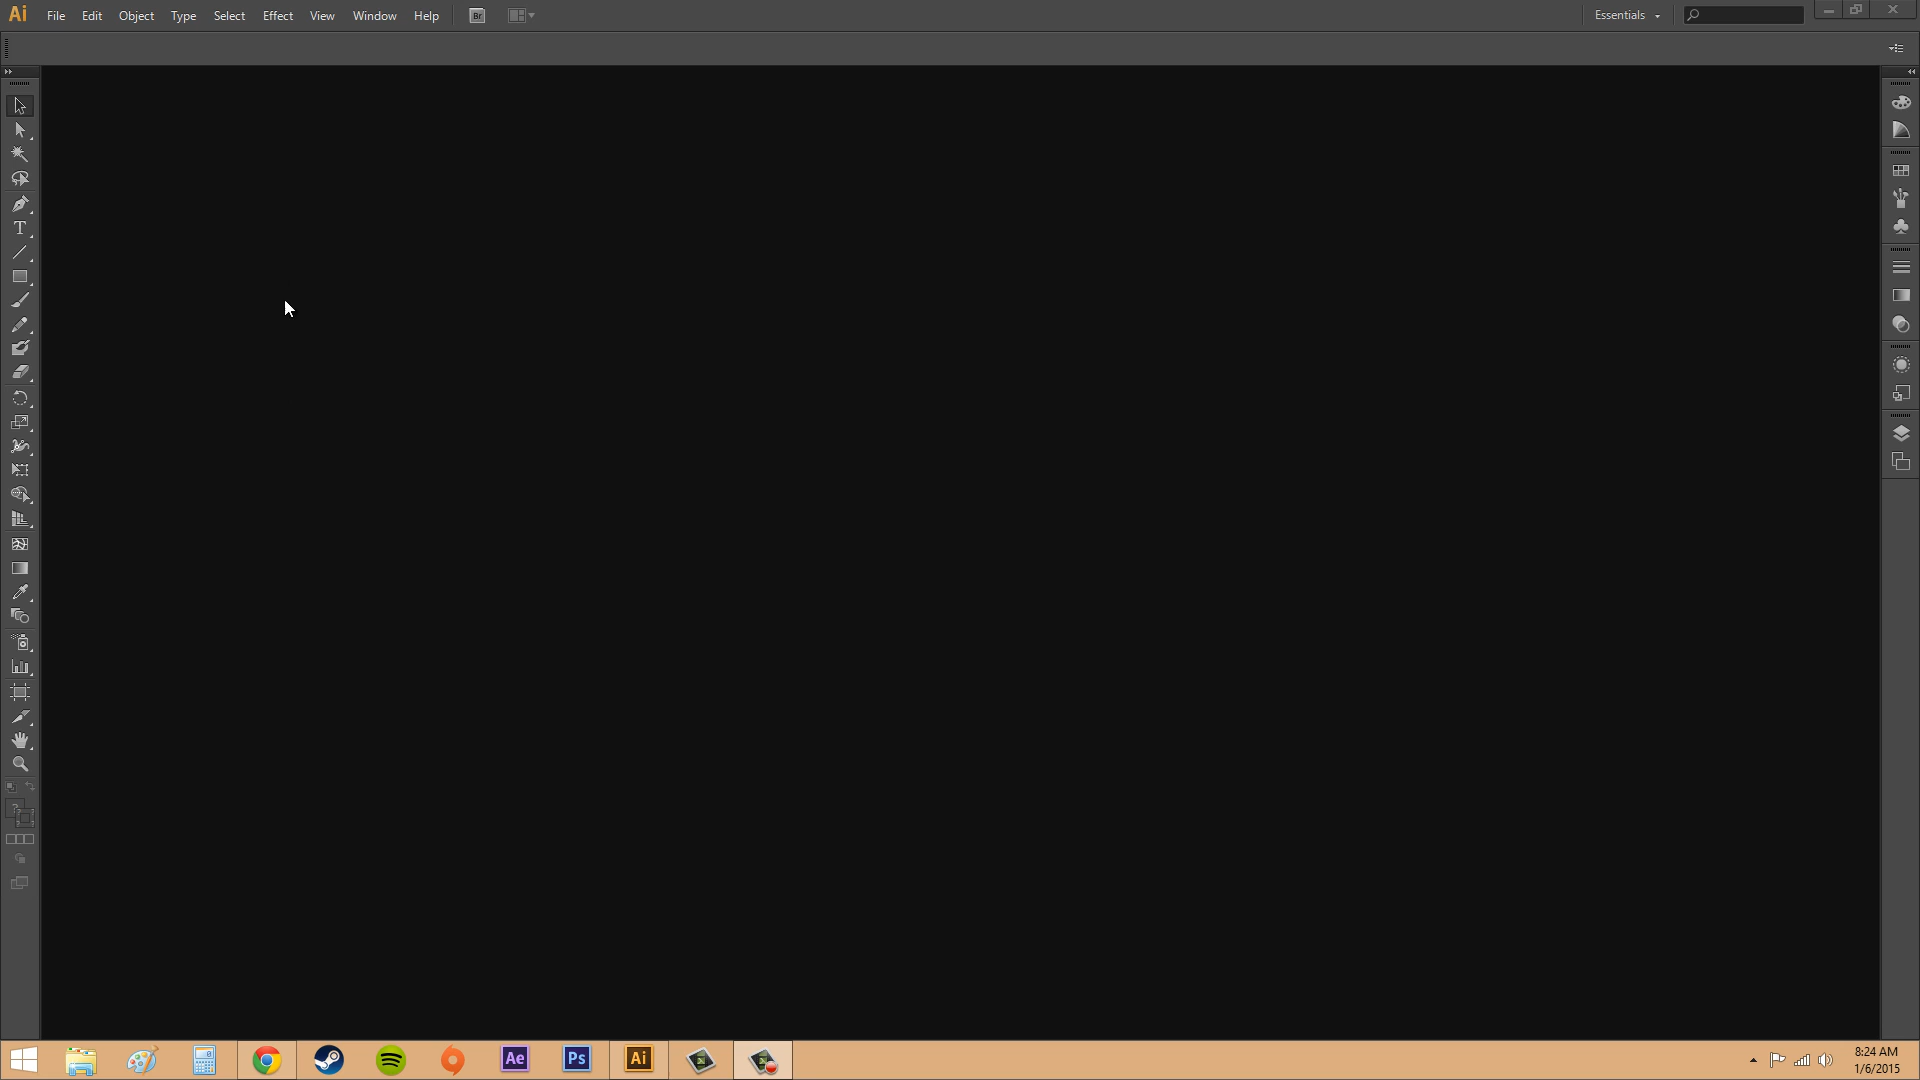 Ai File Edit Object Type Select Effect View Window Help Br Essentials
T
?
Ae Ps Ai
8:24 AM
1/6/2015